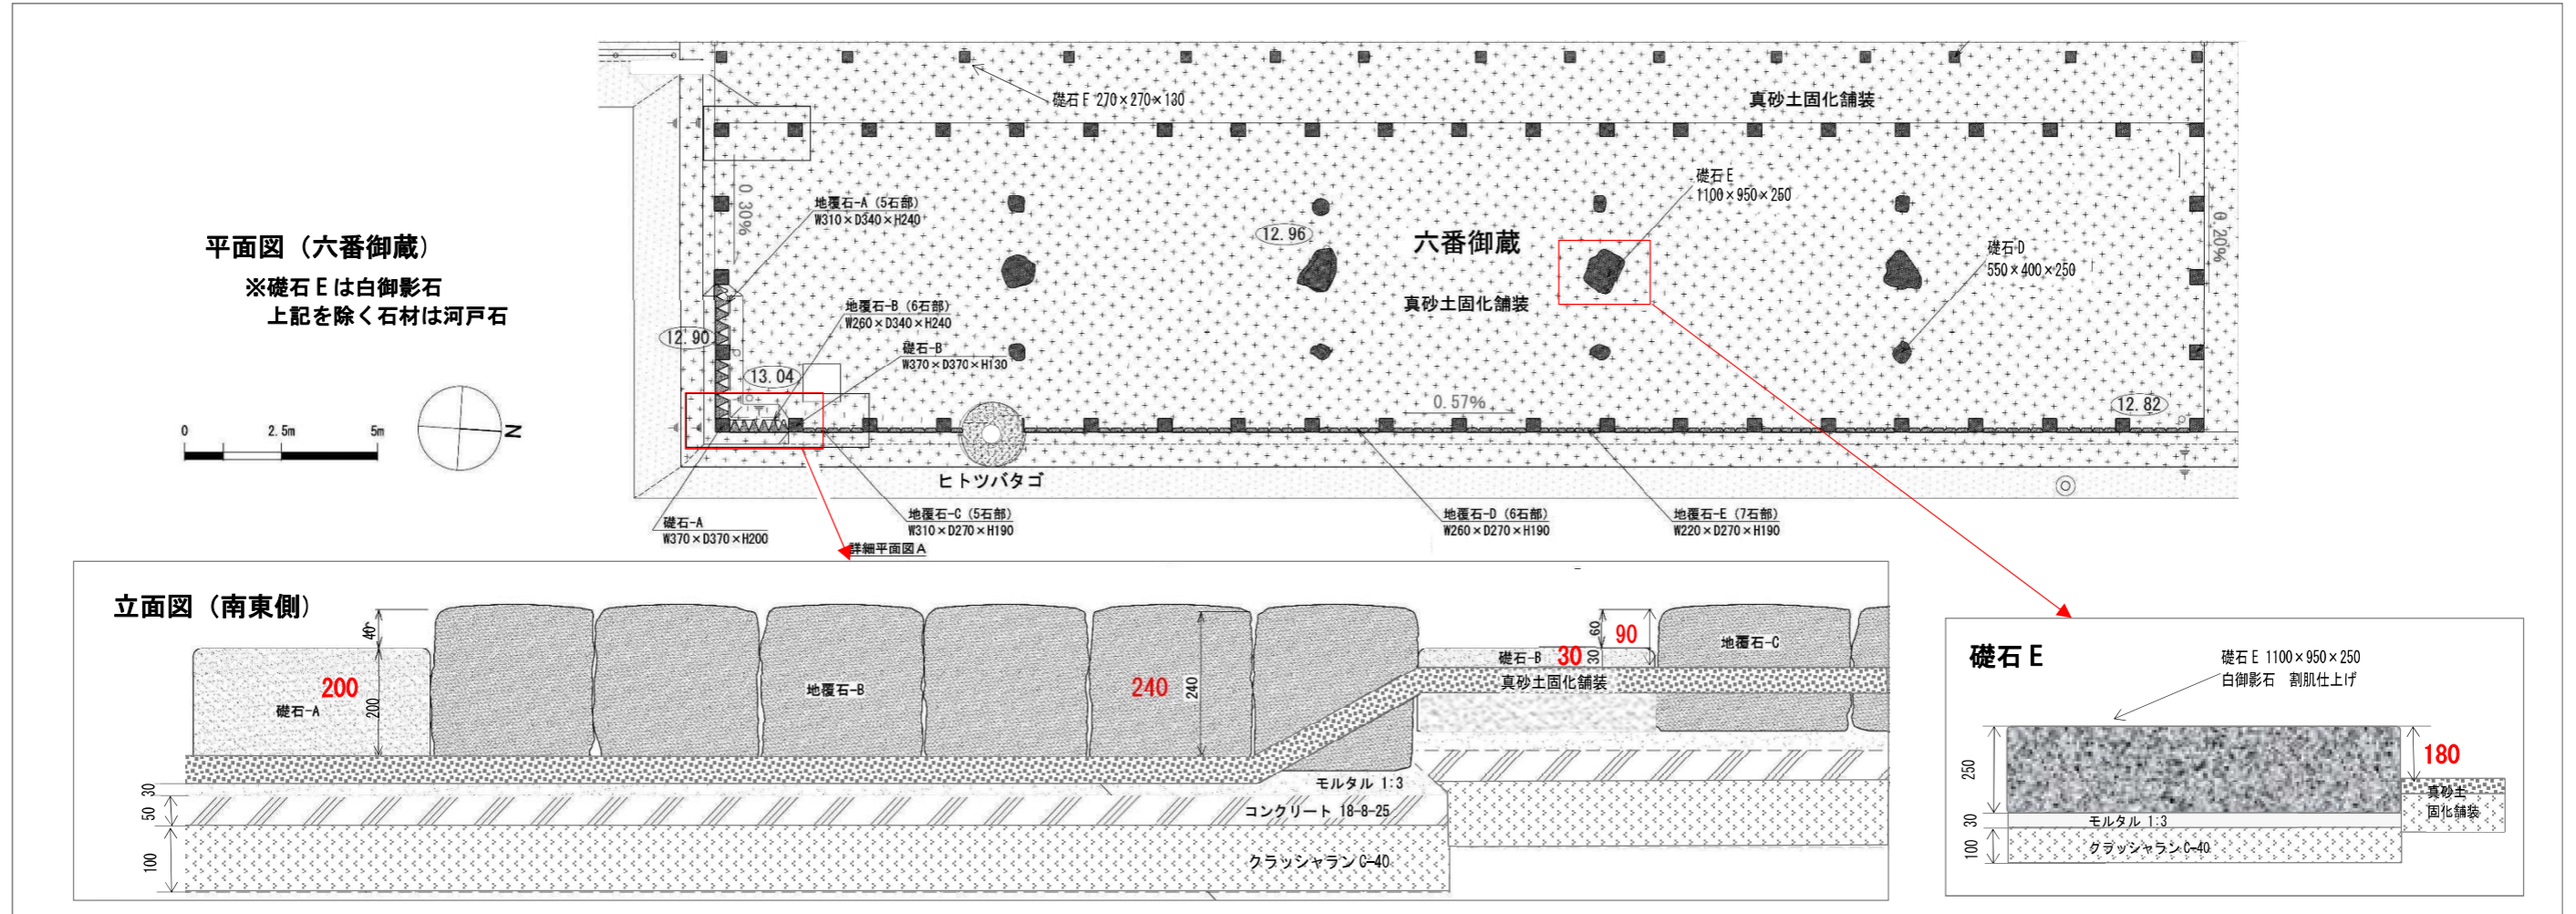 礎石E 270×270×130
真砂土固化舗装
平面図（六番御蔵）
※礎石Eは白御影石
上記を除く石材は河戸石
0 2.5m 5m
N
0.30%
地覆石-A（5石部）
W310×D340×H240
12.96
六番御蔵
真砂土固化舗装
礎石E
1100×950×250
礎石-D
550×400×250
0.20%
12.90
地覆石-B（6石部）
W260×D340×H240
礎石-B
W370×D370×H130
13.04
0.57%
12.82
ヒトツバタゴ
礎石-A
W370×D370×H200
地覆石-C（5石部）
W310×D270×H190
詳細平面図A
地覆石-D（6石部）
W260×D270×H190
地覆石-E（7石部）
W220×D270×H190
立面図（南東側）
40
200
200
礎石-A
地覆石-B
240
240
60
90
30
礎石-B 30
真砂土固化舗装
地覆石-C
30
50
100
モルタル 1:3
コンクリート 18-8-25
クラッシャランC-40
礎石E
礎石E 1100×950×250
白御影石 割肌仕上げ
250
180
真砂土
固化舗装
30
モルタル 1:3
100
クラッシャランC-40